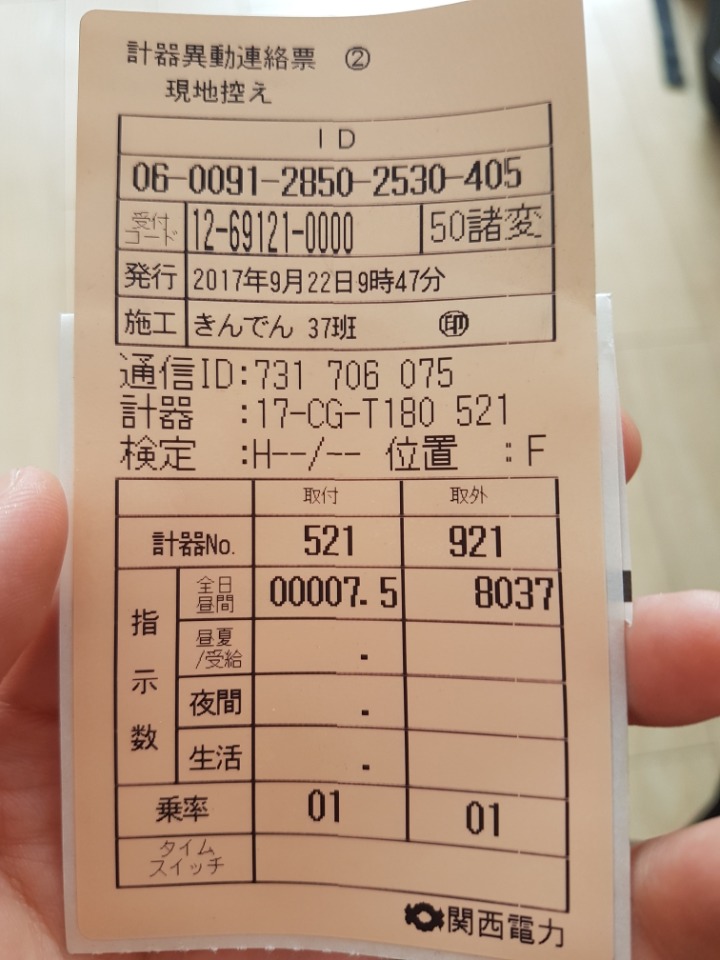 計器異動連絡票 ②
現地控え
ID
06-0091-2850-2530-405
受付コード 12-69121-0000 50諸変
発行 2017年9月22日9時47分
施工 きんでん 37班 ㊞
通信ID:731 706 075
計器 :17-CG-T180 521
検定 :H--/-- 位置 :F
取付 取外
計器No. 521 921
指示数
全日昼間 00007.5 8037
昼夏/受給 .
夜間 .
生活 .
乗率 01 01
タイムスイッチ
関西電力